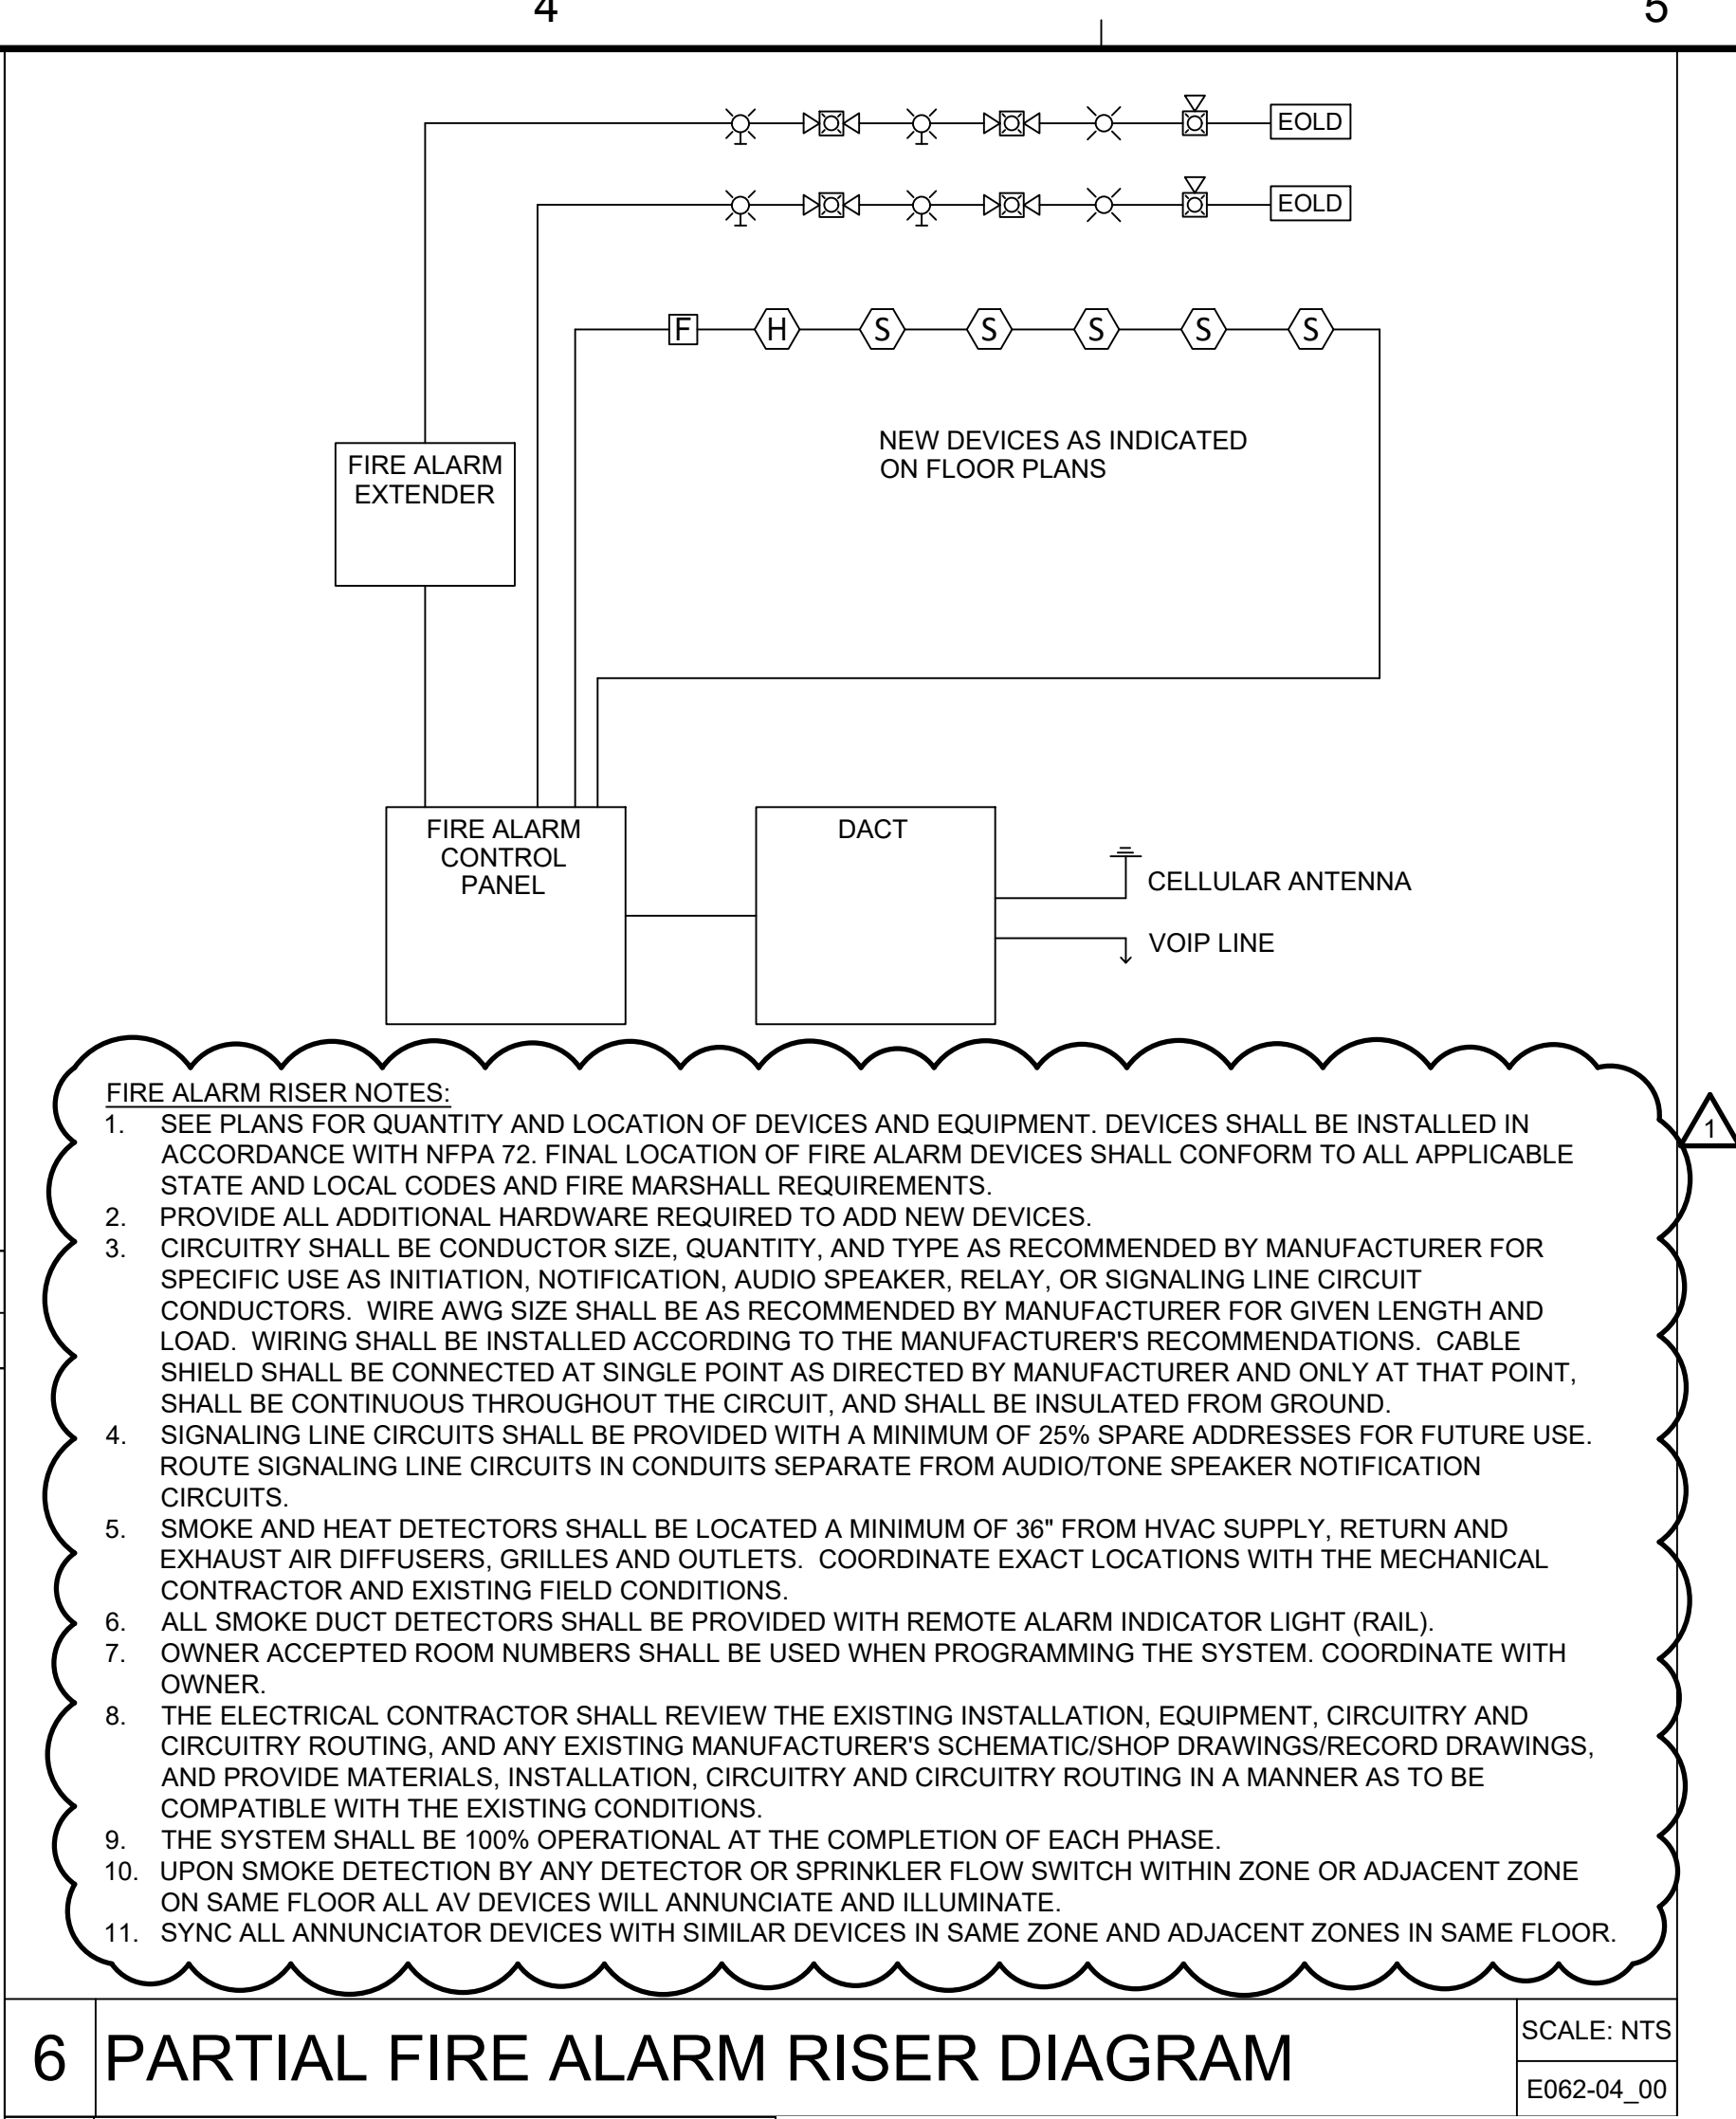 4
5
EOLD
EOLD
F H S S S S S
NEW DEVICES AS INDICATED
ON FLOOR PLANS
FIRE ALARM
EXTENDER
FIRE ALARM
CONTROL
PANEL
DACT
CELLULAR ANTENNA
VOIP LINE
FIRE ALARM RISER NOTES:
1. SEE PLANS FOR QUANTITY AND LOCATION OF DEVICES AND EQUIPMENT. DEVICES SHALL BE INSTALLED IN
ACCORDANCE WITH NFPA 72. FINAL LOCATION OF FIRE ALARM DEVICES SHALL CONFORM TO ALL APPLICABLE
STATE AND LOCAL CODES AND FIRE MARSHALL REQUIREMENTS.
2. PROVIDE ALL ADDITIONAL HARDWARE REQUIRED TO ADD NEW DEVICES.
3. CIRCUITRY SHALL BE CONDUCTOR SIZE, QUANTITY, AND TYPE AS RECOMMENDED BY MANUFACTURER FOR
SPECIFIC USE AS INITIATION, NOTIFICATION, AUDIO SPEAKER, RELAY, OR SIGNALING LINE CIRCUIT
CONDUCTORS. WIRE AWG SIZE SHALL BE AS RECOMMENDED BY MANUFACTURER FOR GIVEN LENGTH AND
LOAD. WIRING SHALL BE INSTALLED ACCORDING TO THE MANUFACTURER'S RECOMMENDATIONS. CABLE
SHIELD SHALL BE CONNECTED AT SINGLE POINT AS DIRECTED BY MANUFACTURER AND ONLY AT THAT POINT,
SHALL BE CONTINUOUS THROUGHOUT THE CIRCUIT, AND SHALL BE INSULATED FROM GROUND.
4. SIGNALING LINE CIRCUITS SHALL BE PROVIDED WITH A MINIMUM OF 25% SPARE ADDRESSES FOR FUTURE USE.
ROUTE SIGNALING LINE CIRCUITS IN CONDUITS SEPARATE FROM AUDIO/TONE SPEAKER NOTIFICATION
CIRCUITS.
5. SMOKE AND HEAT DETECTORS SHALL BE LOCATED A MINIMUM OF 36" FROM HVAC SUPPLY, RETURN AND
EXHAUST AIR DIFFUSERS, GRILLES AND OUTLETS. COORDINATE EXACT LOCATIONS WITH THE MECHANICAL
CONTRACTOR AND EXISTING FIELD CONDITIONS.
6. ALL SMOKE DUCT DETECTORS SHALL BE PROVIDED WITH REMOTE ALARM INDICATOR LIGHT (RAIL).
7. OWNER ACCEPTED ROOM NUMBERS SHALL BE USED WHEN PROGRAMMING THE SYSTEM. COORDINATE WITH
OWNER.
8. THE ELECTRICAL CONTRACTOR SHALL REVIEW THE EXISTING INSTALLATION, EQUIPMENT, CIRCUITRY AND
CIRCUITRY ROUTING, AND ANY EXISTING MANUFACTURER'S SCHEMATIC/SHOP DRAWINGS/RECORD DRAWINGS,
AND PROVIDE MATERIALS, INSTALLATION, CIRCUITRY AND CIRCUITRY ROUTING IN A MANNER AS TO BE
COMPATIBLE WITH THE EXISTING CONDITIONS.
9. THE SYSTEM SHALL BE 100% OPERATIONAL AT THE COMPLETION OF EACH PHASE.
10. UPON SMOKE DETECTION BY ANY DETECTOR OR SPRINKLER FLOW SWITCH WITHIN ZONE OR ADJACENT ZONE
ON SAME FLOOR ALL AV DEVICES WILL ANNUNCIATE AND ILLUMINATE.
11. SYNC ALL ANNUNCIATOR DEVICES WITH SIMILAR DEVICES IN SAME ZONE AND ADJACENT ZONES IN SAME FLOOR.
1
6 PARTIAL FIRE ALARM RISER DIAGRAM
SCALE: NTS
E062-04_00